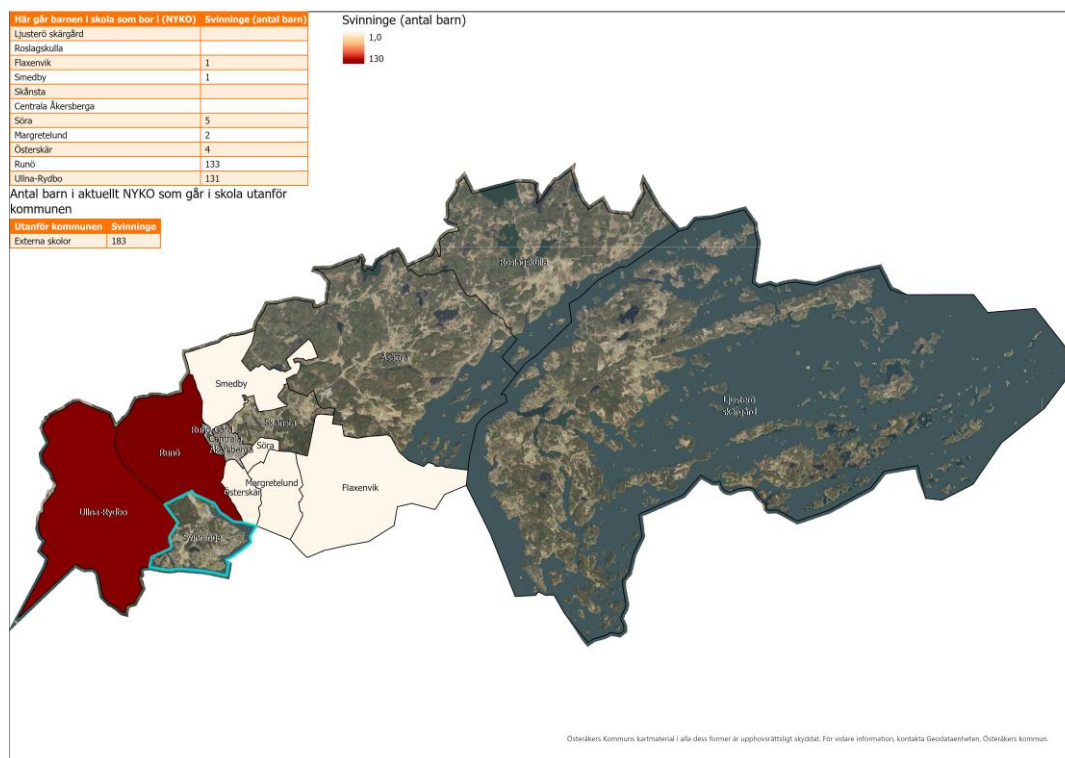 Här går barnen i skola som bor i (NYKO) Svinninge (antal barn)
Ljusterö skärgård
Roslagskulla
Flaxenvik 1
Smedby 1
Skånsta
Centrala Åkersberga
Söra 5
Margretelund 2
Österskär 4
Runö 133
Ullna-Rydbo 131
Antal barn i aktuellt NYKO som går i skola utanför
kommunen
Utanför kommunen Svinninge
Externa skolor 183
Svinninge (antal barn)
1,0
130
Roslagskulla
Smedby
Ljusterö
skärgård
Skånsta
Centrala
Åkersberga
Söra
Runö
Margretelund
Österskär
Flaxenvik
Ullna-Rydbo
Svinninge
Österåkers Kommuns kartmaterial i alla dess former är upphovsrättsligt skyddat. För vidare information, kontakta Geodataenheten, Österåkers kommun.